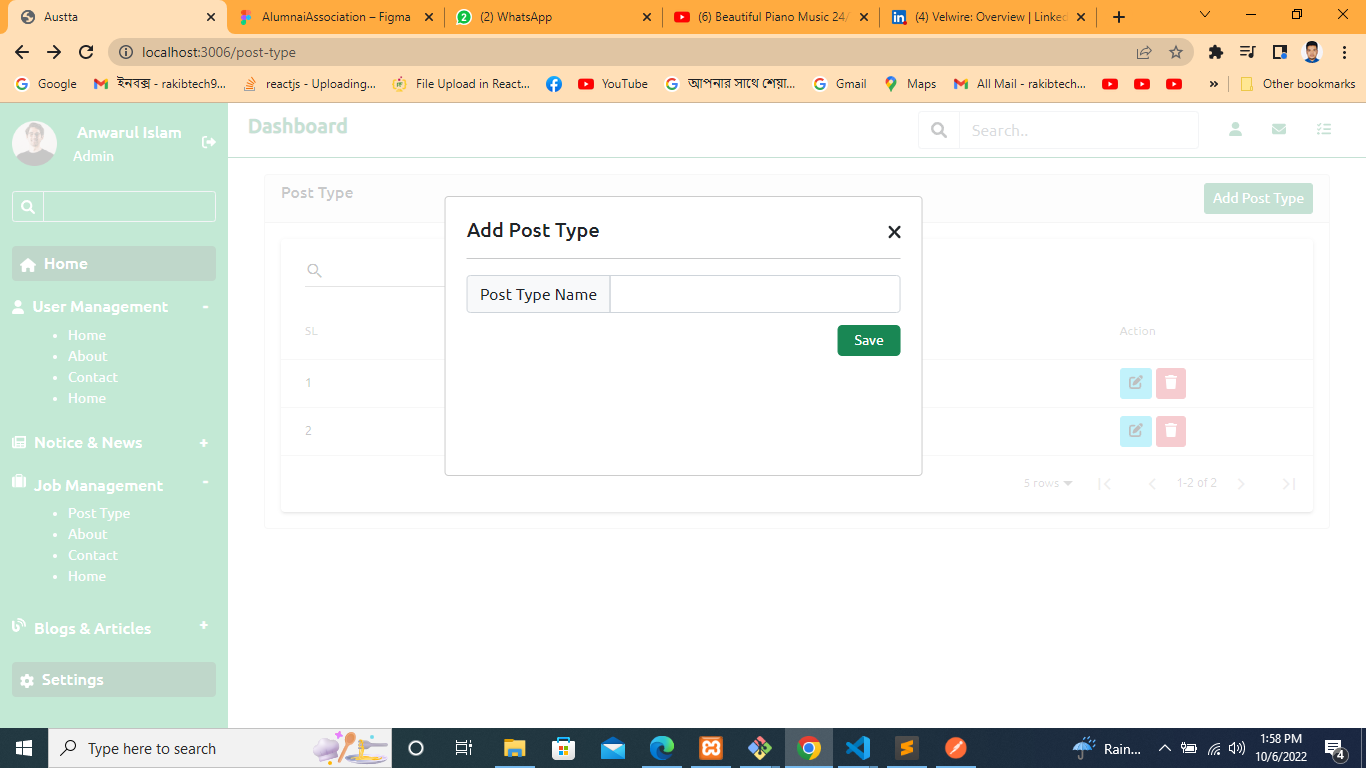 Austta
AlumnaiAssociation – Figma
(2) WhatsApp
(6) Beautiful Piano Music 24/
(4) Velwire: Overview | Linked
localhost:3006/post-type
Google
ইনবক্স - rakibtech9...
reactjs - Uploading...
File Upload in React...
YouTube
আপনার সাথে শেয়া...
Gmail
Maps
All Mail - rakibtech...
»
Other bookmarks
Anwarul Islam
Admin
Dashboard
Search..
Post Type
Add Post Type
Home
User Management -
Home
About
Contact
Home
Notice & News +
Job Management -
Post Type
About
Contact
Home
Blogs & Articles +
Settings
Add Post Type
Post Type Name
Save
SL
Action
1
2
5 rows
1-2 of 2
Type here to search
Rain...
1:58 PM
10/6/2022
4